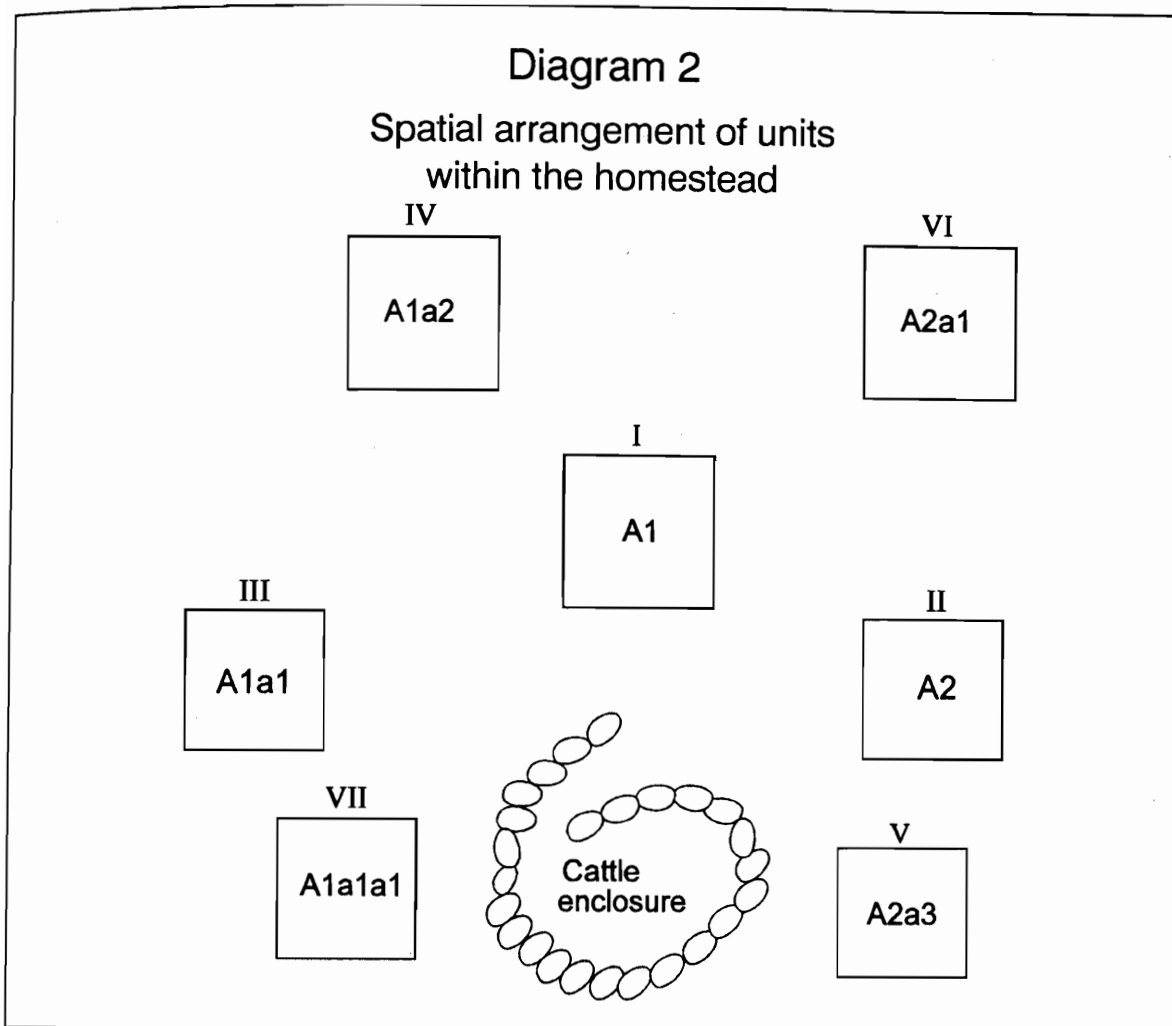 Diagram 2
Spatial arrangement of units
within the homestead
IV
A1a2
VI
A2a1
I
A1
III
A1a1
II
A2
VII
A1a1a1
Cattle
enclosure
V
A2a3